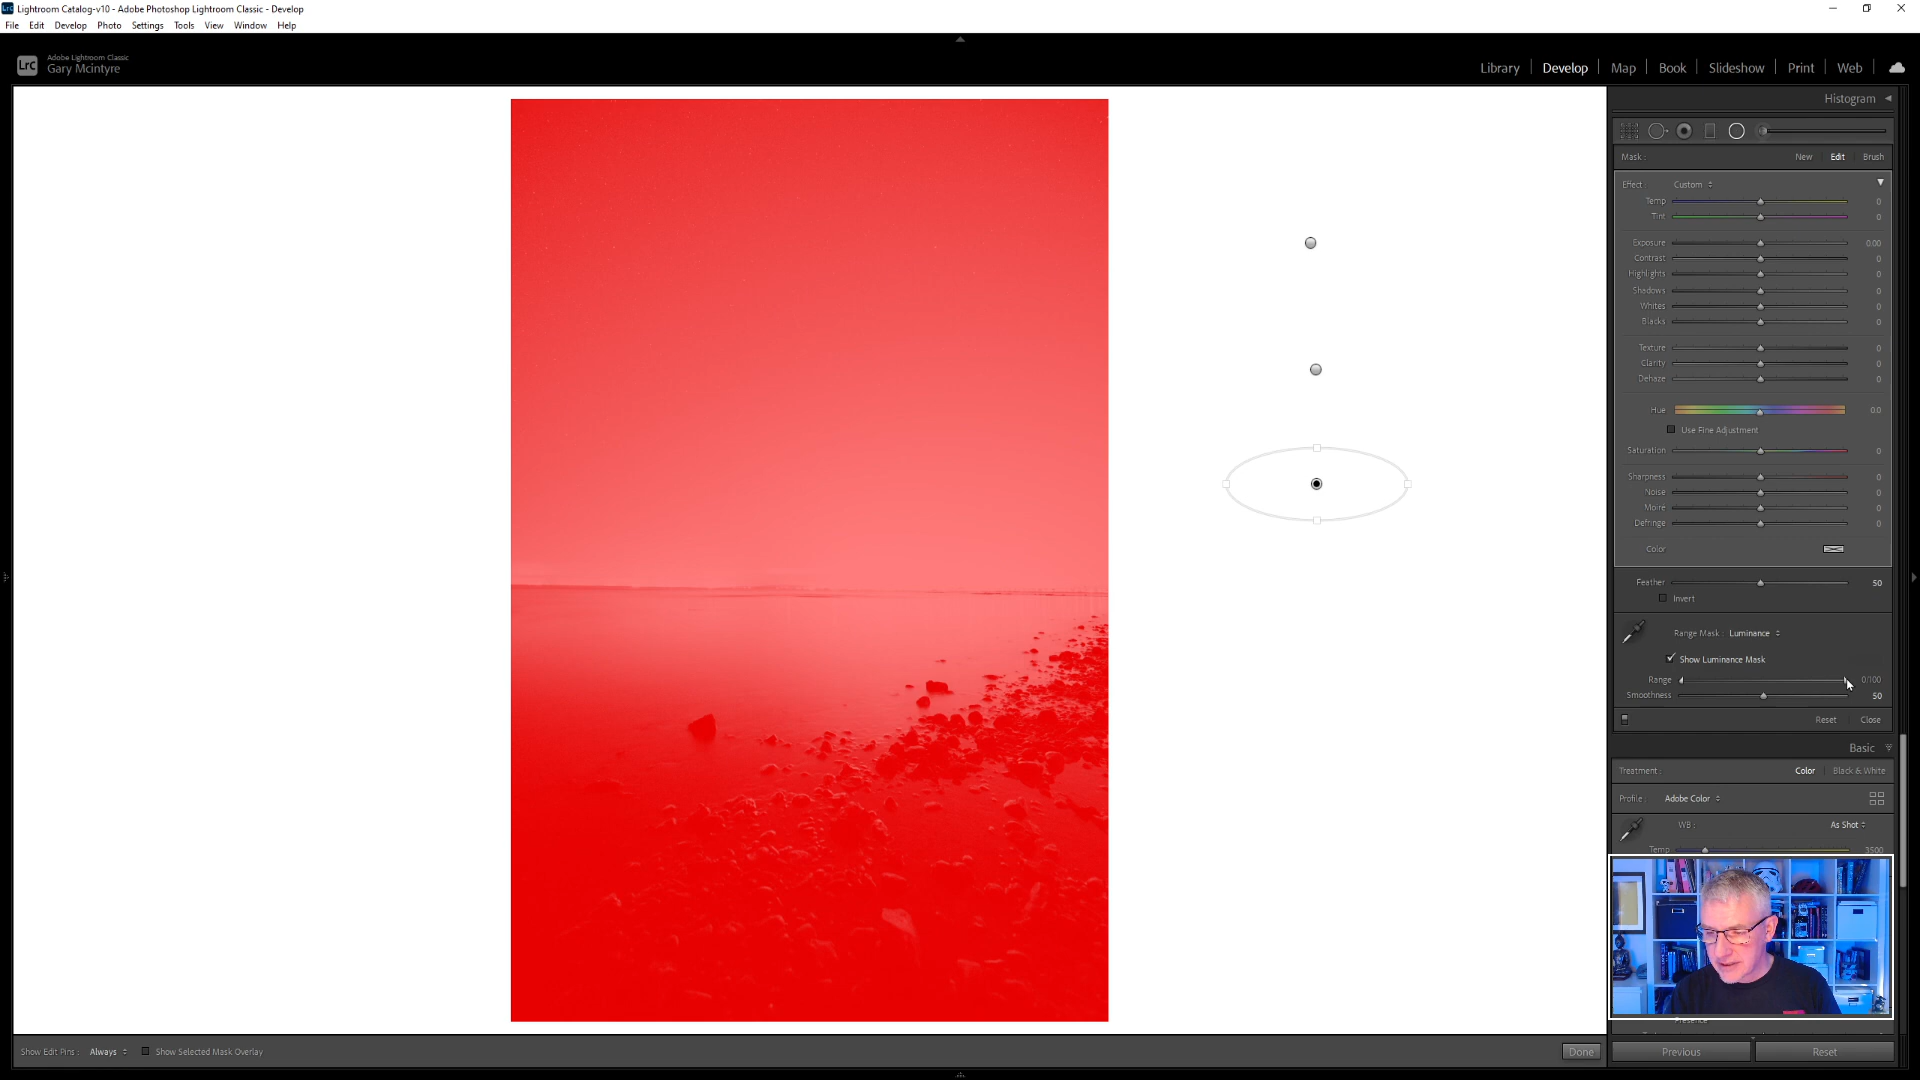 Lightroom Catalog-v10 - Adobe Photoshop Lightroom Classic - Develop
File Edit Develop Photo Settings Tools View Window Help
LrC
Adobe Lightroom Classic
Gary Mcintyre
Library Develop Map Book Slideshow Print Web
Histogram
Mask : New Edit Brush
Effect : Custom
Temp 0
Tint 0
Exposure 0.00
Contrast 0
Highlights 0
Shadows 0
Whites 0
Blacks 0
Texture 0
Clarity 0
Dehaze 0
Hue 0.0
Use Fine Adjustment
Saturation 0
Sharpness 0
Noise 0
Moiré 0
Defringe 0
Color
Feather 50
Invert
Range Mask : Luminance
Show Luminance Mask
Range 0/100
Smoothness 50
Reset Close
Basic
Treatment : Color Black & White
Profile : Adobe Color
WB : As Shot
Temp 3500
Presence
Show Edit Pins : Always Show Selected Mask Overlay Done Previous Reset